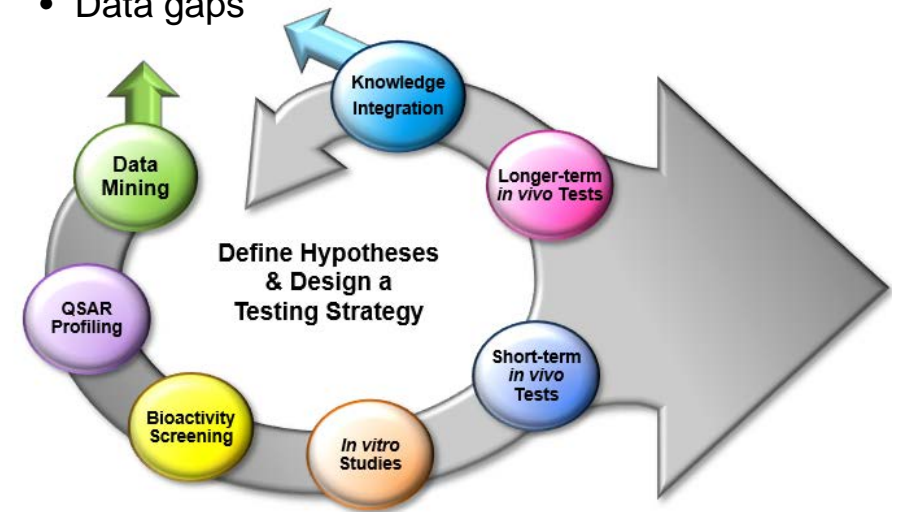 • Data gaps
Knowledge
Integration
Data
Mining
Longer-term
in vivo Tests
Define Hypotheses
& Design a
Testing Strategy
QSAR
Profiling
Short-term
in vivo
Tests
Bioactivity
Screening
In vitro
Studies